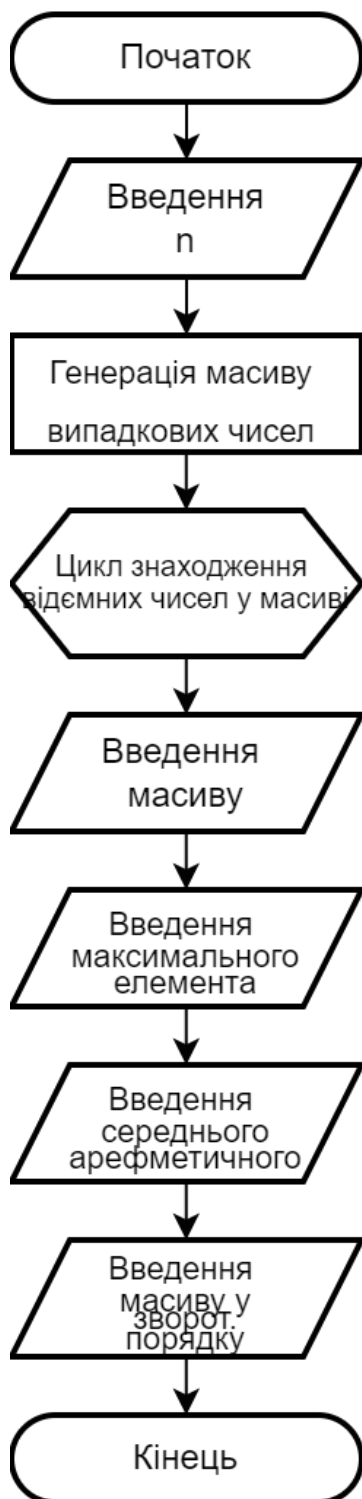 Початок
Введення
n
Генерація масиву
випадкових чисел
Цикл знаходження
відємних чисел у масиві
Введення
масиву
Введення
максимального
елемента
Введення
середнього
арефметичного
Введення
масиву у
зворот.
порядку
Кінець